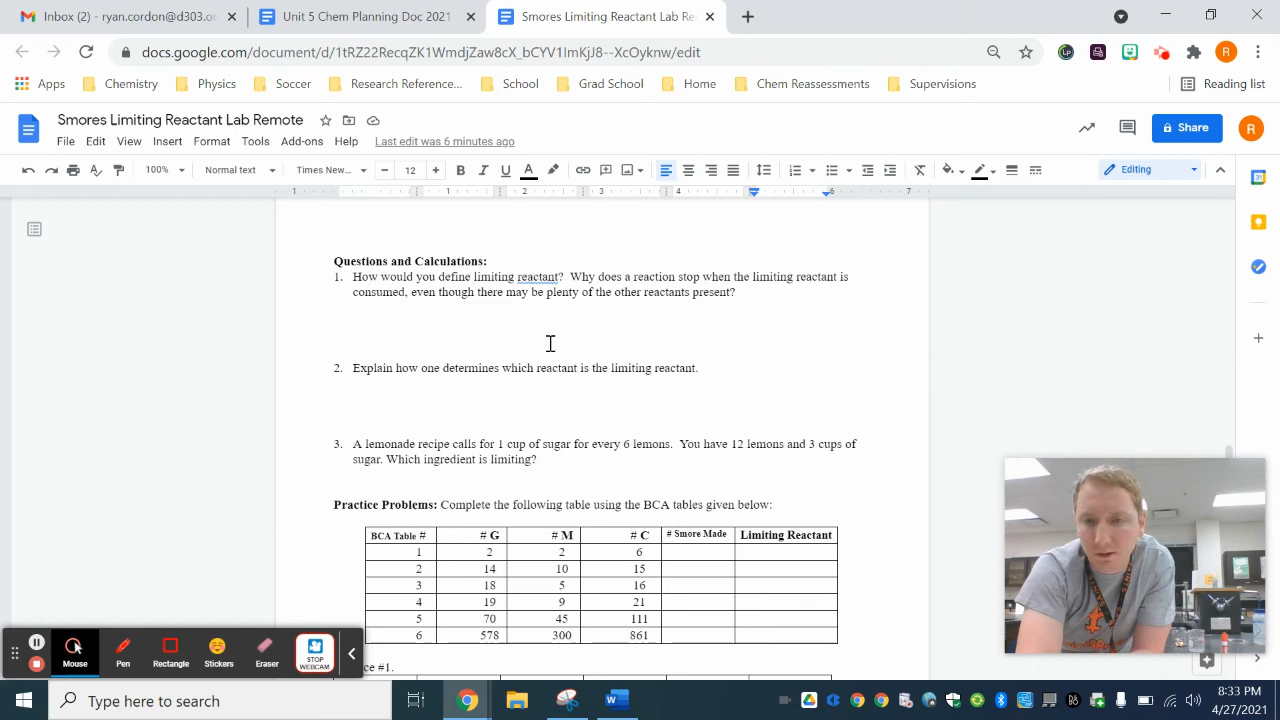 Inbox (2) - ryan.cordon@d303.or
Unit 5 Chem Planning Doc 2021
Smores Limiting Reactant Lab Re
docs.google.com/document/d/1tRZ22RecqZK1WmdjZaw8cX_bCYV1ImKjJ8--XcOyknw/edit
R
Apps
Chemistry
Physics
Soccer
Research Reference...
School
Grad School
Home
Chem Reassessments
Supervisions
Reading list
Smores Limiting Reactant Lab Remote
File Edit View Insert Format Tools Add-ons Help Last edit was 6 minutes ago
Share
R
100% Normal text Times New... 12 B I U A Editing
1 1 2 3 4 6 7
Questions and Calculations:
1. How would you define limiting reactant? Why does a reaction stop when the limiting reactant is
consumed, even though there may be plenty of the other reactants present?
2. Explain how one determines which reactant is the limiting reactant.
3. A lemonade recipe calls for 1 cup of sugar for every 6 lemons. You have 12 lemons and 3 cups of
sugar. Which ingredient is limiting?
Practice Problems: Complete the following table using the BCA tables given below:
BCA Table # # G # M # C # Smore Made Limiting Reactant
1 2 2 6
2 14 10 15
3 18 5 16
4 19 9 21
5 70 45 111
6 578 300 861
ce #1.
Mouse
Pen
Rectangle
Stickers
Eraser
STOP
WEBCAM
Type here to search
8:33 PM
4/27/2021